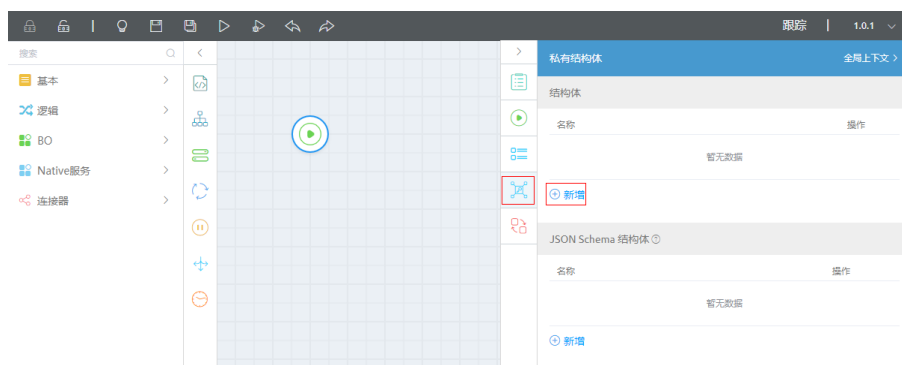 跟踪 | 1.0.1
搜索
基本
逻辑
BO
Native服务
连接器
私有结构体
全局上下文
结构体
名称 操作
暂无数据
新增
JSON Schema 结构体
名称 操作
暂无数据
新增